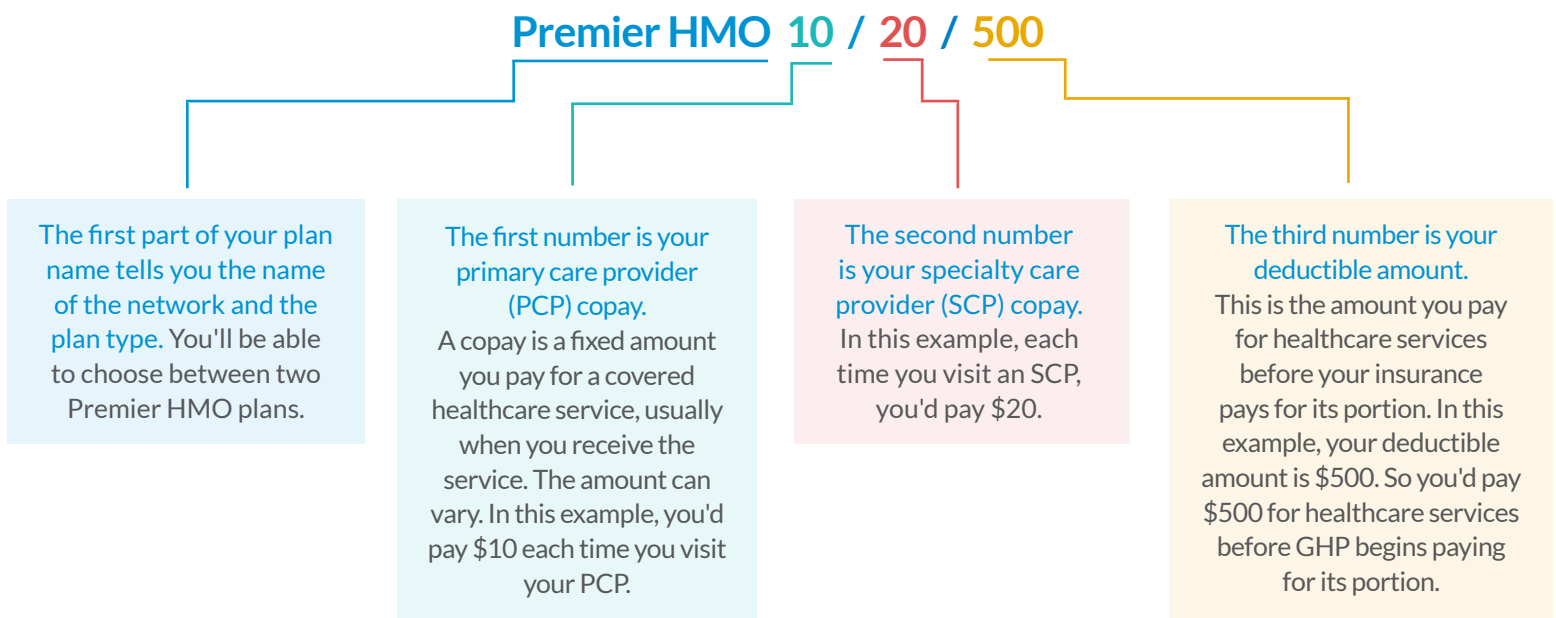 Premier HMO 10 / 20 / 500
The first part of your plan
name tells you the name
of the network and the
plan type. You'll be able
to choose between two
Premier HMO plans.
The first number is your
primary care provider
(PCP) copay.
A copay is a fixed amount
you pay for a covered
healthcare service, usually
when you receive the
service. The amount can
vary. In this example, you'd
pay $10 each time you visit
your PCP.
The second number
is your specialty care
provider (SCP) copay.
In this example, each
time you visit an SCP,
you'd pay $20.
The third number is your
deductible amount.
This is the amount you pay
for healthcare services
before your insurance
pays for its portion. In this
example, your deductible
amount is $500. So you'd pay
$500 for healthcare services
before GHP begins paying
for its portion.